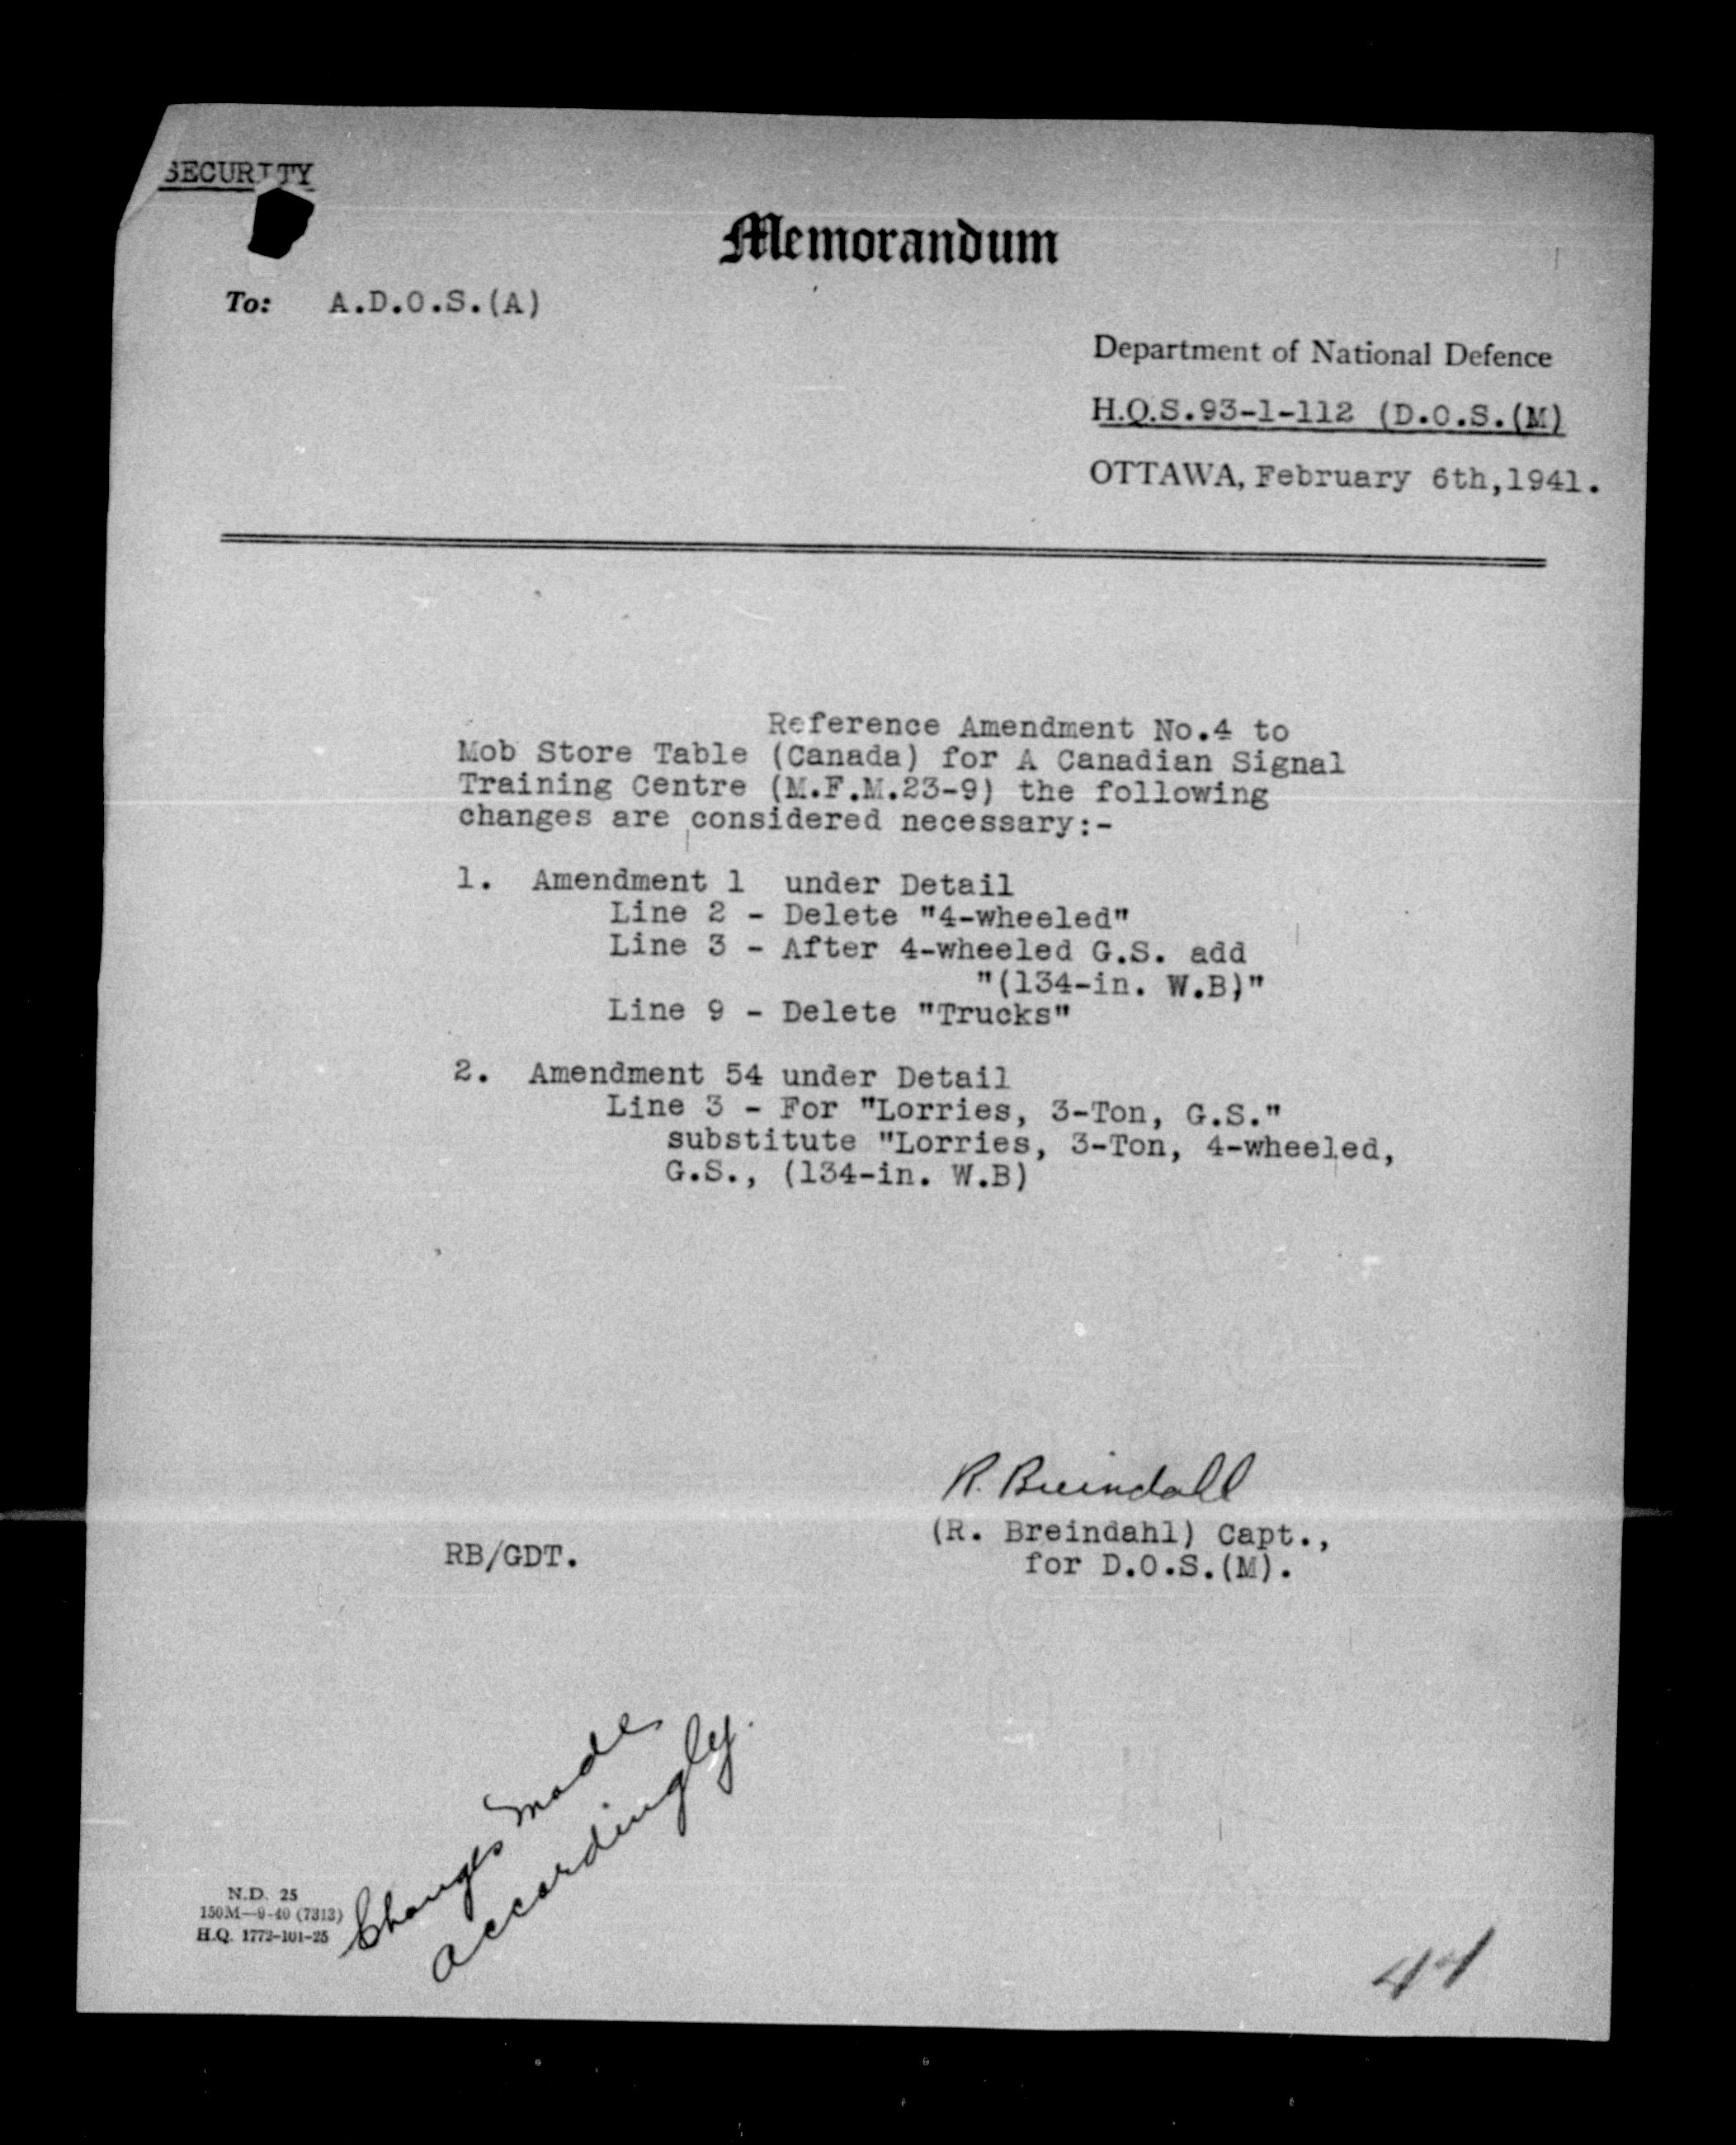 SECURITY
Memorandum
To: A.D.O.S.(A)
Department of National Defence
H.Q.S.93-1-112 (D.O.S.(M)
OTTAWA, February 6th,1941.
Reference Amendment No.4 to
Mob Store Table (Canada) for A Canadian Signal
Training Centre (M.F.M.23-9) the following
changes are considered necessary:-
1. Amendment 1 under Detail
Line 2 - Delete "4-wheeled"
Line 3 - After 4-wheeled G.S. add
"(134-in. W.B)"
Line 9 - Delete "Trucks"
2. Amendment 54 under Detail
Line 3 - For "Lorries, 3-Ton, G.S."
substitute "Lorries, 3-Ton, 4-wheeled,
G.S., (134-in. W.B)
R. Breindahl
(R. Breindahl) Capt.,
for D.O.S.(M).
RB/GDT.
Changes made
accordingly.
N.D. 25
150M—9-40 (7313)
H.Q. 1772-101-25